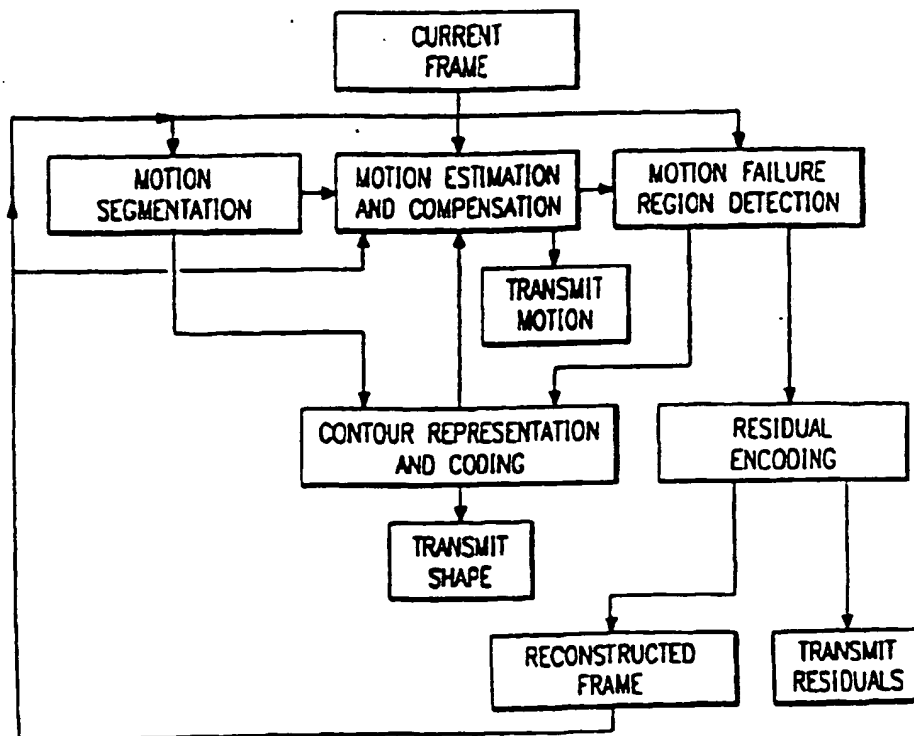 CURRENT
FRAME
MOTION
SEGMENTATION
MOTION ESTIMATION
AND COMPENSATION
MOTION FAILURE
REGION DETECTION
TRANSMIT
MOTION
CONTOUR REPRESENTATION
AND CODING
RESIDUAL
ENCODING
TRANSMIT
SHAPE
RECONSTRUCTED
FRAME
TRANSMIT
RESIDUALS